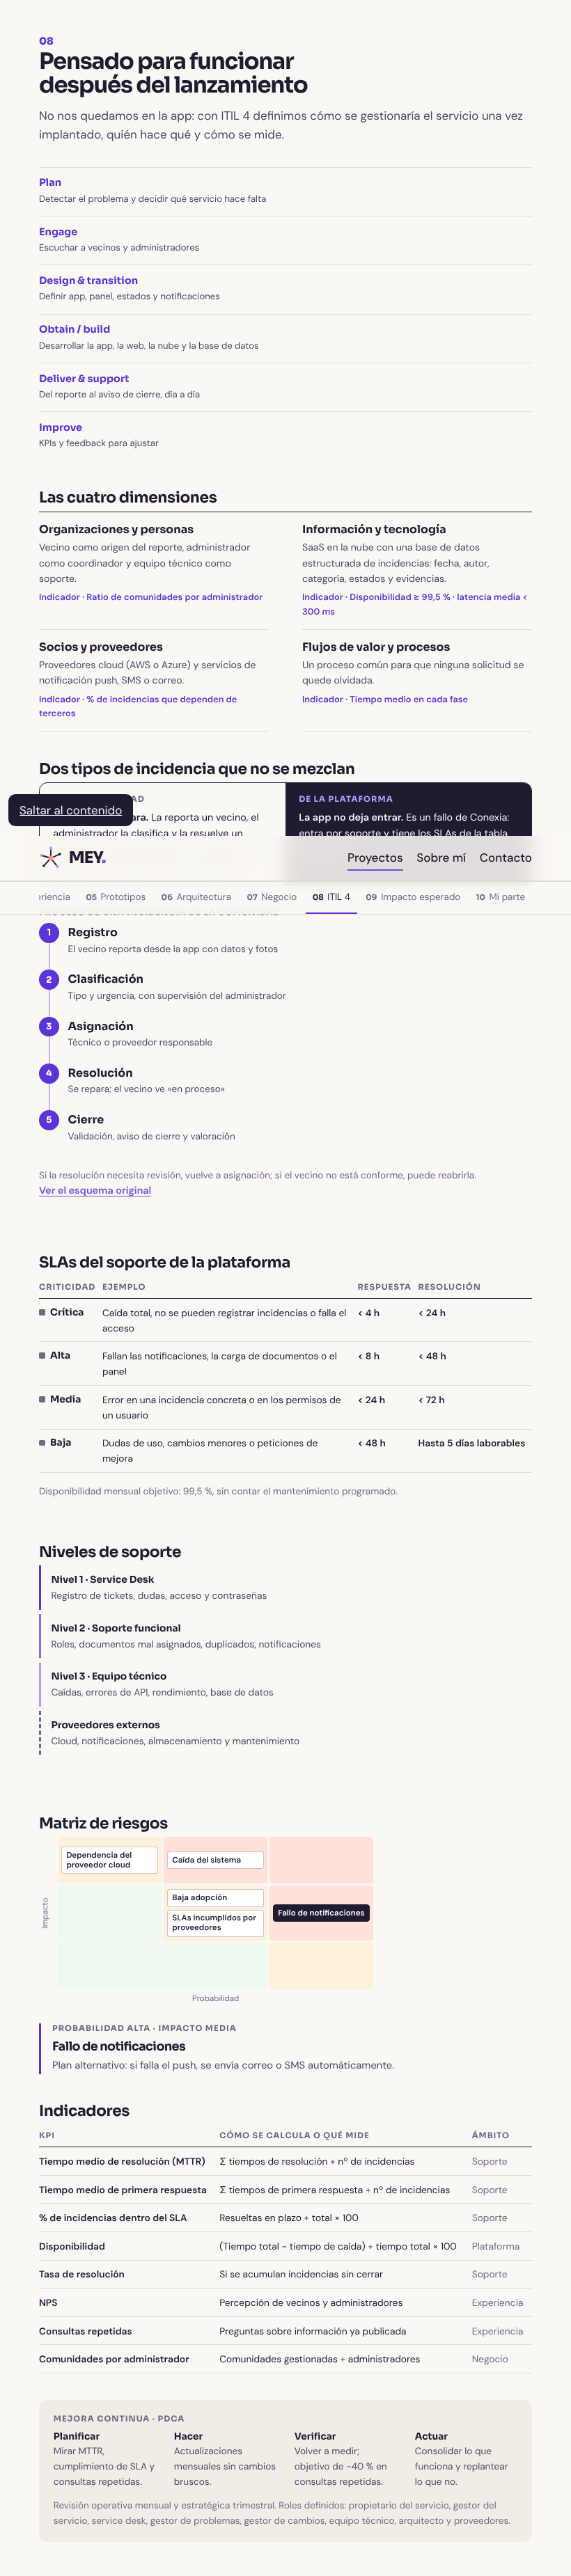 08
Pensado para funcionar
después del lanzamiento
No nos quedamos en la app: con ITIL 4 definimos cómo se gestionaría el servicio una vez
implantado, quién hace qué y cómo se mide.
Plan
Detectar el problema y decidir qué servicio hace falta
Engage
Escuchar a vecinos y administradores
Design & transition
Definir app, panel, estados y notificaciones
Obtain / build
Desarrollar la app, la web, la nube y la base de datos
Deliver & support
Del reporte al aviso de cierre, día a día
Improve
KPIs y feedback para ajustar
Las cuatro dimensiones
Organizaciones y personas
Vecino como origen del reporte, administrador
como coordinador y equipo técnico como
soporte.
Indicador · Ratio de comunidades por administrador
Información y tecnología
SaaS en la nube con una base de datos
estructurada de incidencias: fecha, autor,
categoría, estados y evidencias.
Indicador · Disponibilidad ≥ 99,5 % · latencia media <
300 ms
Socios y proveedores
Proveedores cloud (AWS o Azure) y servicios de
notificación push, SMS o correo.
Indicador · % de incidencias que dependen de
terceros
Flujos de valor y procesos
Un proceso común para que ninguna solicitud se
quede olvidada.
Indicador · Tiempo medio en cada fase
Dos tipos de incidencia que no se mezclan
Saltar al contenido
La reporta un vecino, el
administrador la clasifica y la resuelve un
DE LA PLATAFORMA
La app no deja entrar. Es un fallo de Conexia:
entra por soporte y tiene los SLAs de la tabla
MEY.
Proyectos Sobre mí Contacto
riencia 05 Prototipos 06 Arquitectura 07 Negocio 08 ITIL 4 09 Impacto esperado 10 Mi parte
1 Registro
El vecino reporta desde la app con datos y fotos
2 Clasificación
Tipo y urgencia, con supervisión del administrador
3 Asignación
Técnico o proveedor responsable
4 Resolución
Se repara; el vecino ve «en proceso»
5 Cierre
Validación, aviso de cierre y valoración
Si la resolución necesita revisión, vuelve a asignación; si el vecino no está conforme, puede reabrirla.
Ver el esquema original
SLAs del soporte de la plataforma
CRITICIDAD EJEMPLO RESPUESTA RESOLUCIÓN
Crítica Caída total, no se pueden registrar incidencias o falla el < 4 h < 24 h
acceso
Alta Fallan las notificaciones, la carga de documentos o el < 8 h < 48 h
panel
Media Error en una incidencia concreta o en los permisos de < 24 h < 72 h
un usuario
Baja Dudas de uso, cambios menores o peticiones de < 48 h Hasta 5 días laborables
mejora
Disponibilidad mensual objetivo: 99,5 %, sin contar el mantenimiento programado.
Niveles de soporte
Nivel 1 · Service Desk
Registro de tickets, dudas, acceso y contraseñas
Nivel 2 · Soporte funcional
Roles, documentos mal asignados, duplicados, notificaciones
Nivel 3 · Equipo técnico
Caídas, errores de API, rendimiento, base de datos
Proveedores externos
Cloud, notificaciones, almacenamiento y mantenimiento
Matriz de riesgos
Impacto
Dependencia del
proveedor cloud
Caída del sistema
Baja adopción
SLAs incumplidos por
proveedores
Fallo de notificaciones
Probabilidad
PROBABILIDAD ALTA · IMPACTO MEDIA
Fallo de notificaciones
Plan alternativo: si falla el push, se envía correo o SMS automáticamente.
Indicadores
KPI CÓMO SE CALCULA O QUÉ MIDE ÁMBITO
Tiempo medio de resolución (MTTR) Σ tiempos de resolución ÷ nº de incidencias Soporte
Tiempo medio de primera respuesta Σ tiempos de primera respuesta ÷ nº de incidencias Soporte
% de incidencias dentro del SLA Resueltas en plazo ÷ total × 100 Soporte
Disponibilidad (Tiempo total − tiempo de caída) ÷ tiempo total × 100 Plataforma
Tasa de resolución Si se acumulan incidencias sin cerrar Soporte
NPS Percepción de vecinos y administradores Experiencia
Consultas repetidas Preguntas sobre información ya publicada Experiencia
Comunidades por administrador Comunidades gestionadas ÷ administradores Negocio
MEJORA CONTINUA · PDCA
Planificar
Mirar MTTR,
cumplimiento de SLA y
consultas repetidas.
Hacer
Actualizaciones
mensuales sin cambios
bruscos.
Verificar
Volver a medir;
objetivo de −40 % en
consultas repetidas.
Actuar
Consolidar lo que
funciona y replantear
lo que no.
Revisión operativa mensual y estratégica trimestral. Roles definidos: propietario del servicio, gestor del
servicio, service desk, gestor de problemas, gestor de cambios, equipo técnico, arquitecto y proveedores.